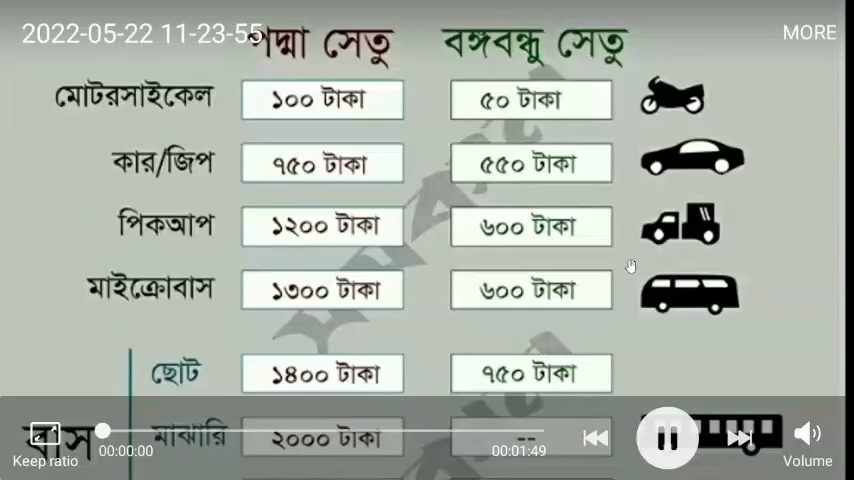 2022-05-22 11-23-55 MORE
পদ্মা সেতু বঙ্গবন্ধু সেতু
মোটরসাইকেল ১০০ টাকা ৫০ টাকা
কার/জিপ ৭৫০ টাকা ৫৫০ টাকা
পিকআপ ১২০০ টাকা ৬০০ টাকা
মাইক্রোবাস ১৩০০ টাকা ৬০০ টাকা
ছোট ১৪০০ টাকা ৭৫০ টাকা
বাস মাঝারি ২০০০ টাকা --
00:00:00 00:01:49
Keep ratio Volume